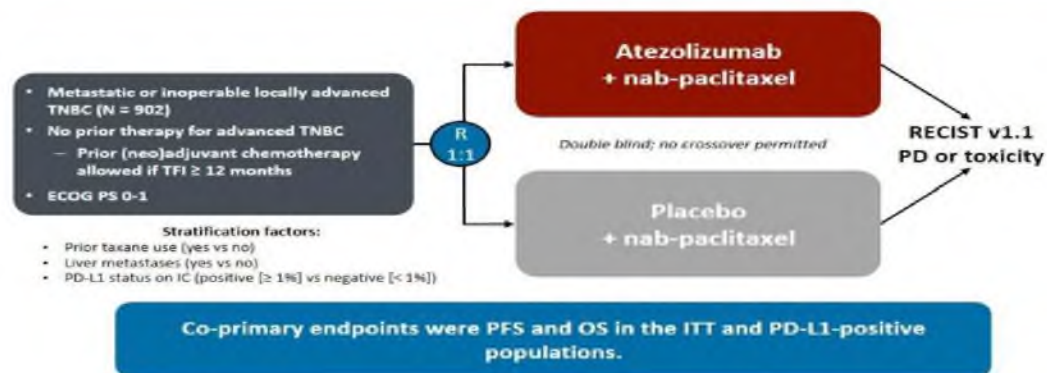 • Metastatic or inoperable locally advanced
TNBC (N = 902)
• No prior therapy for advanced TNBC
– Prior (neo)adjuvant chemotherapy
allowed if TFI ≥ 12 months
• ECOG PS 0-1
Stratification factors:
• Prior taxane use (yes vs no)
• Liver metastases (yes vs no)
• PD-L1 status on IC (positive [≥ 1%] vs negative [< 1%])
R
1:1
Atezolizumab
+ nab-paclitaxel
Double blind; no crossover permitted
Placebo
+ nab-paclitaxel
RECIST v1.1
PD or toxicity
Co-primary endpoints were PFS and OS in the ITT and PD-L1-positive
populations.